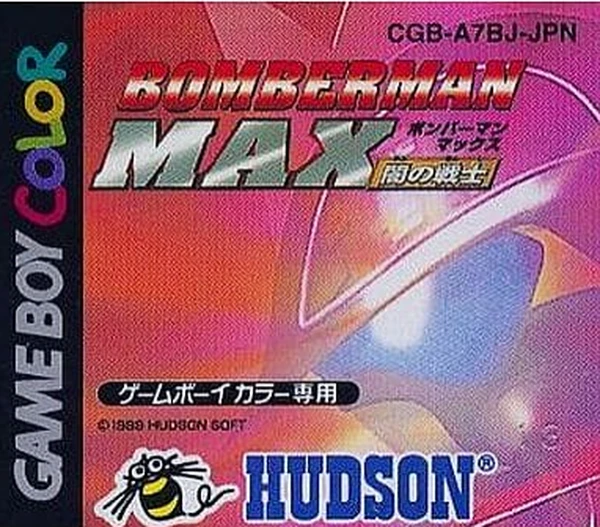 CGB-A7BJ-JPN
BOMBERMAN
MAX
ボンバーマン
マックス
闇の戦士
GAME BOY COLOR
ゲームボーイカラー専用
©1999 HUDSON SOFT
HUDSON®